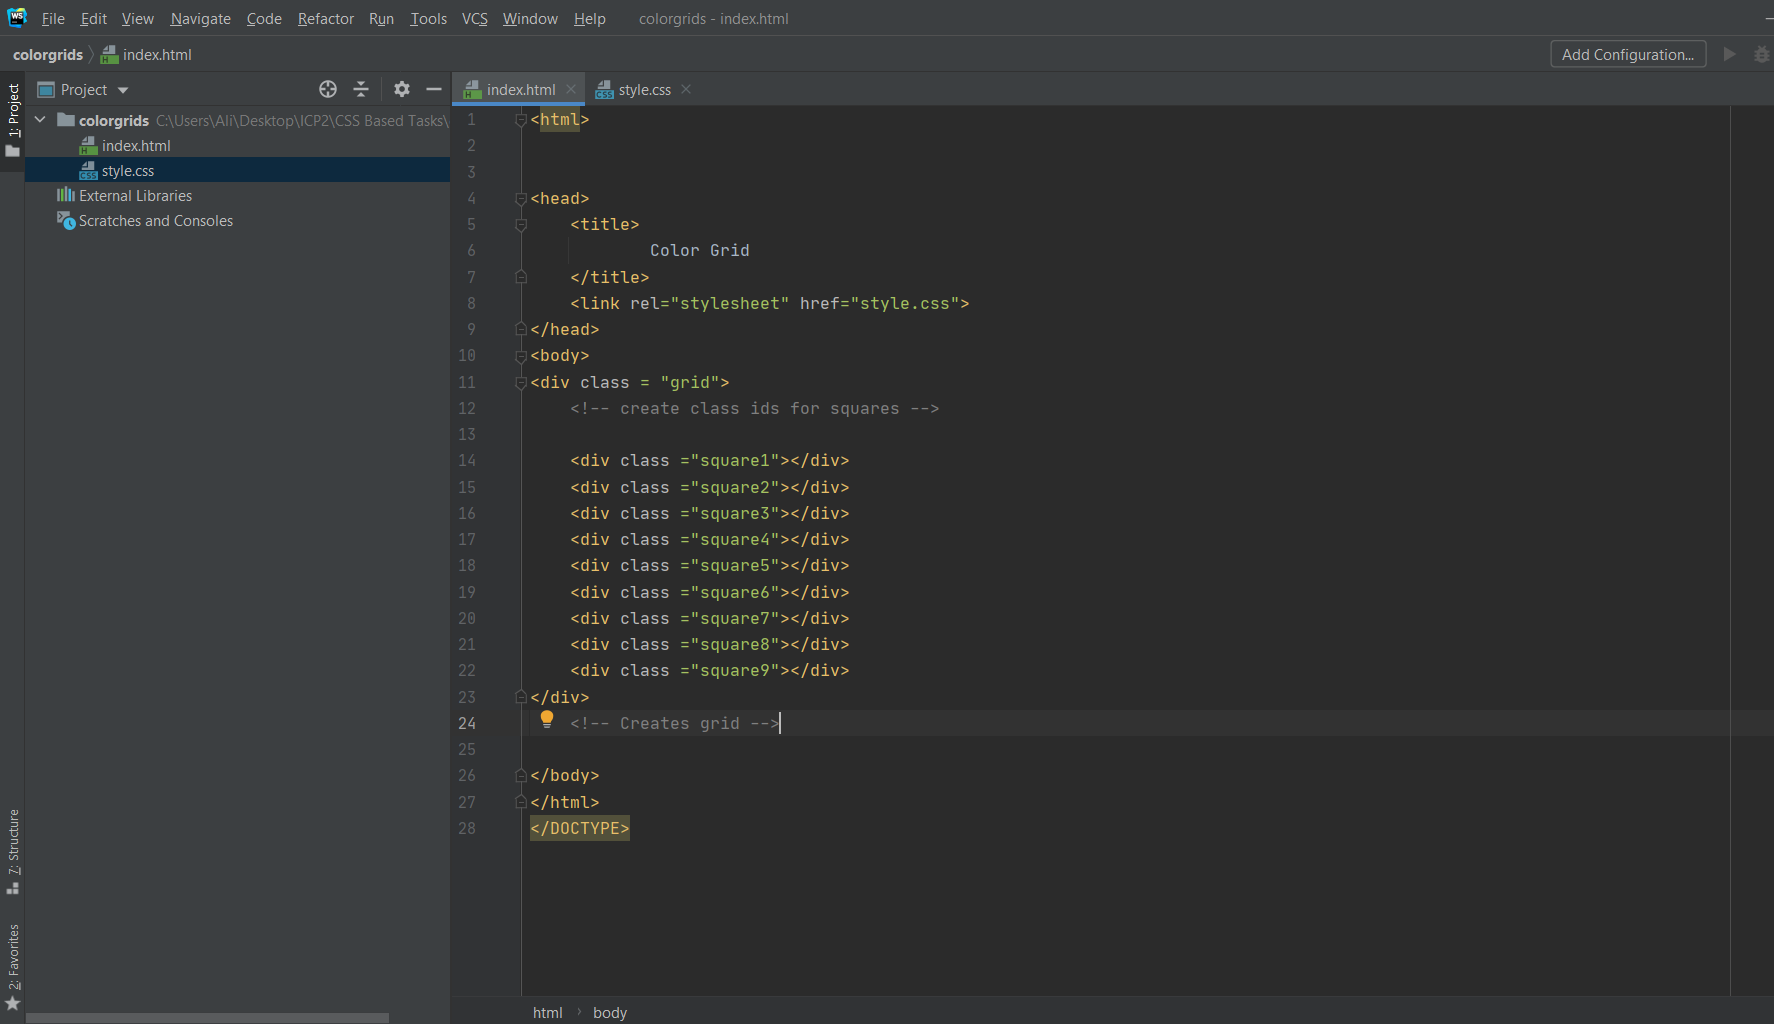 WS File Edit View Navigate Code Refactor Run Tools VCS Window Help colorgrids - index.html
colorgrids index.html Add Configuration...
1: Project
Project
index.html style.css
colorgrids C:\Users\Ali\Desktop\ICP2\CSS Based Tasks\
index.html
style.css
External Libraries
Scratches and Consoles
1 <html>
2
3
4 <head>
5 <title>
6 Color Grid
7 </title>
8 <link rel="stylesheet" href="style.css">
9 </head>
10 <body>
11 <div class = "grid">
12 <!-- create class ids for squares -->
13
14 <div class ="square1"></div>
15 <div class ="square2"></div>
16 <div class ="square3"></div>
17 <div class ="square4"></div>
18 <div class ="square5"></div>
19 <div class ="square6"></div>
20 <div class ="square7"></div>
21 <div class ="square8"></div>
22 <div class ="square9"></div>
23 </div>
24 <!-- Creates grid -->
25
26 </body>
27 </html>
28 </DOCTYPE>
7: Structure
2: Favorites
html › body